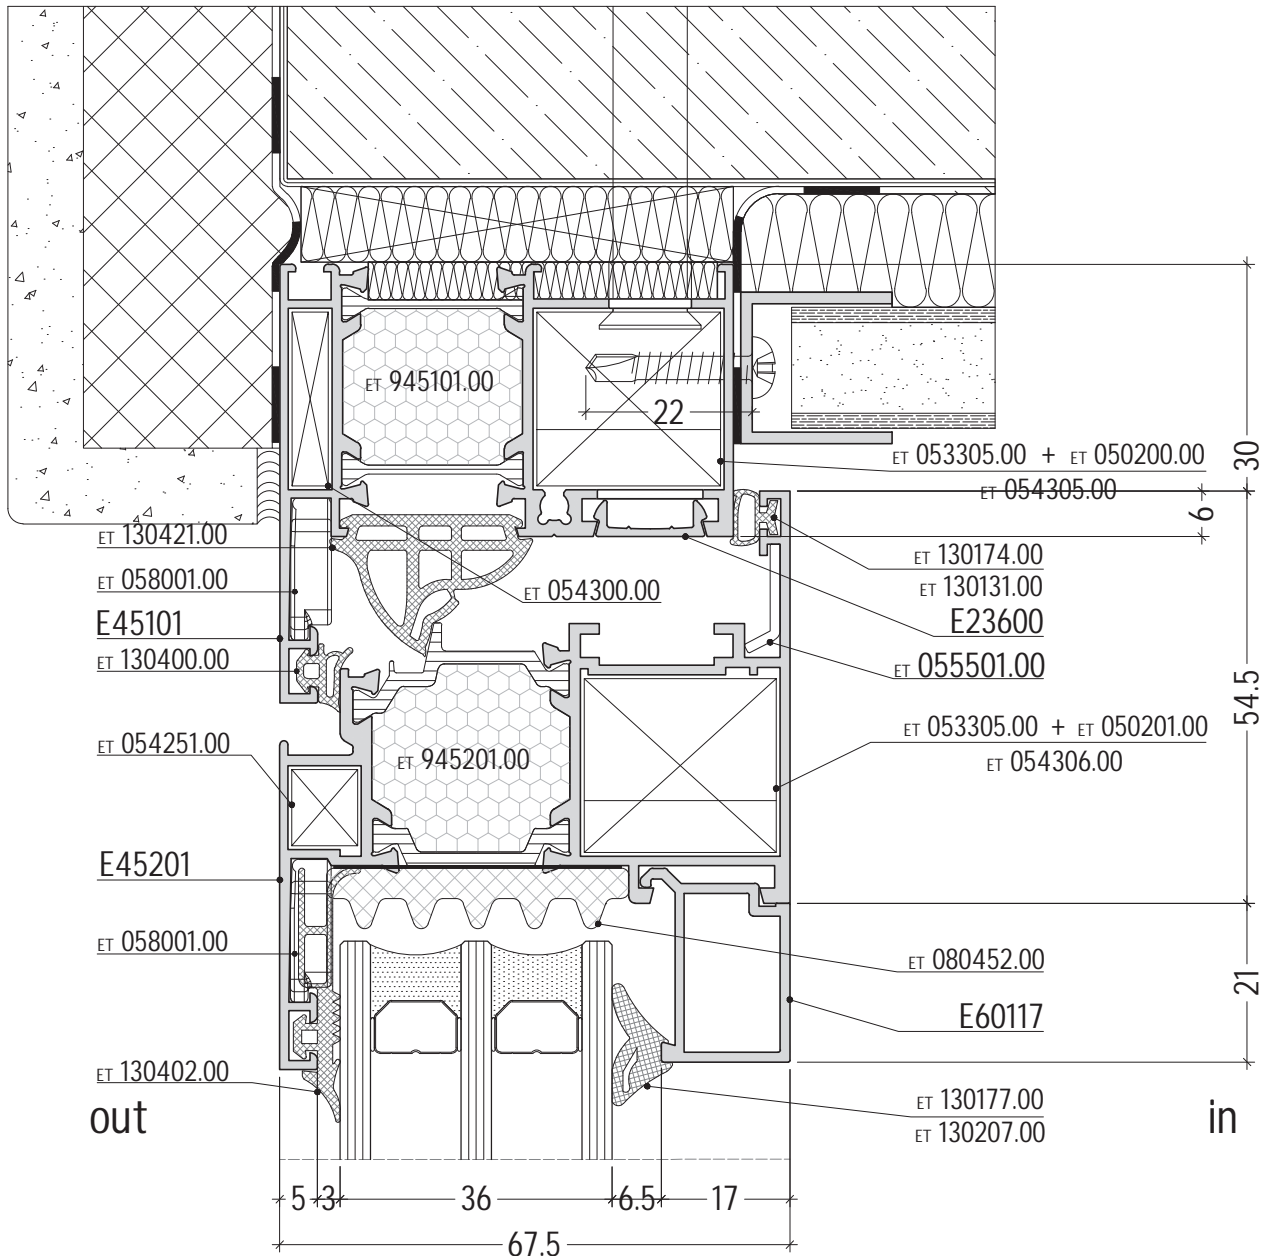 ET 945101.00
22
ET 053305.00 + ET 050200.00
ET 054305.00
30
6
ET 130421.00
ET 130174.00
ET 058001.00
ET 054300.00
ET 130131.00
E45101
E23600
ET 130400.00
ET 055501.00
54.5
ET 054251.00
ET 945201.00
ET 053305.00 + ET 050201.00
ET 054306.00
E45201
ET 058001.00
ET 080452.00
21
E60117
ET 130402.00
ET 130177.00
out
in
ET 130207.00
5 3 36 6.5 17
67.5